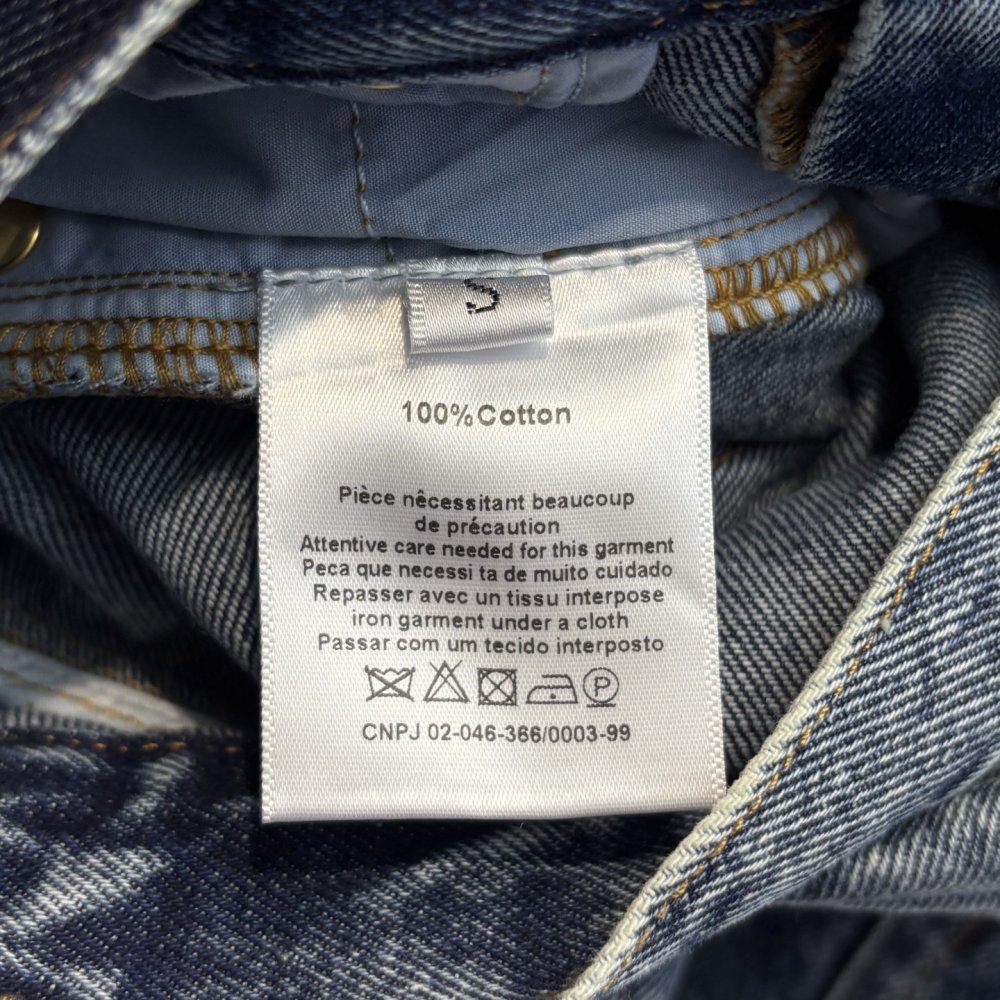 100%Cotton
Pièce nêcessitant beaucoup
de précaution
Attentive care needed for this garment
Peca que necessi ta de muito cuidado
Repasser avec un tissu interpose
iron garment under a cloth
Passar com um tecido interposto
P
CNPJ 02-046-366/0003-99